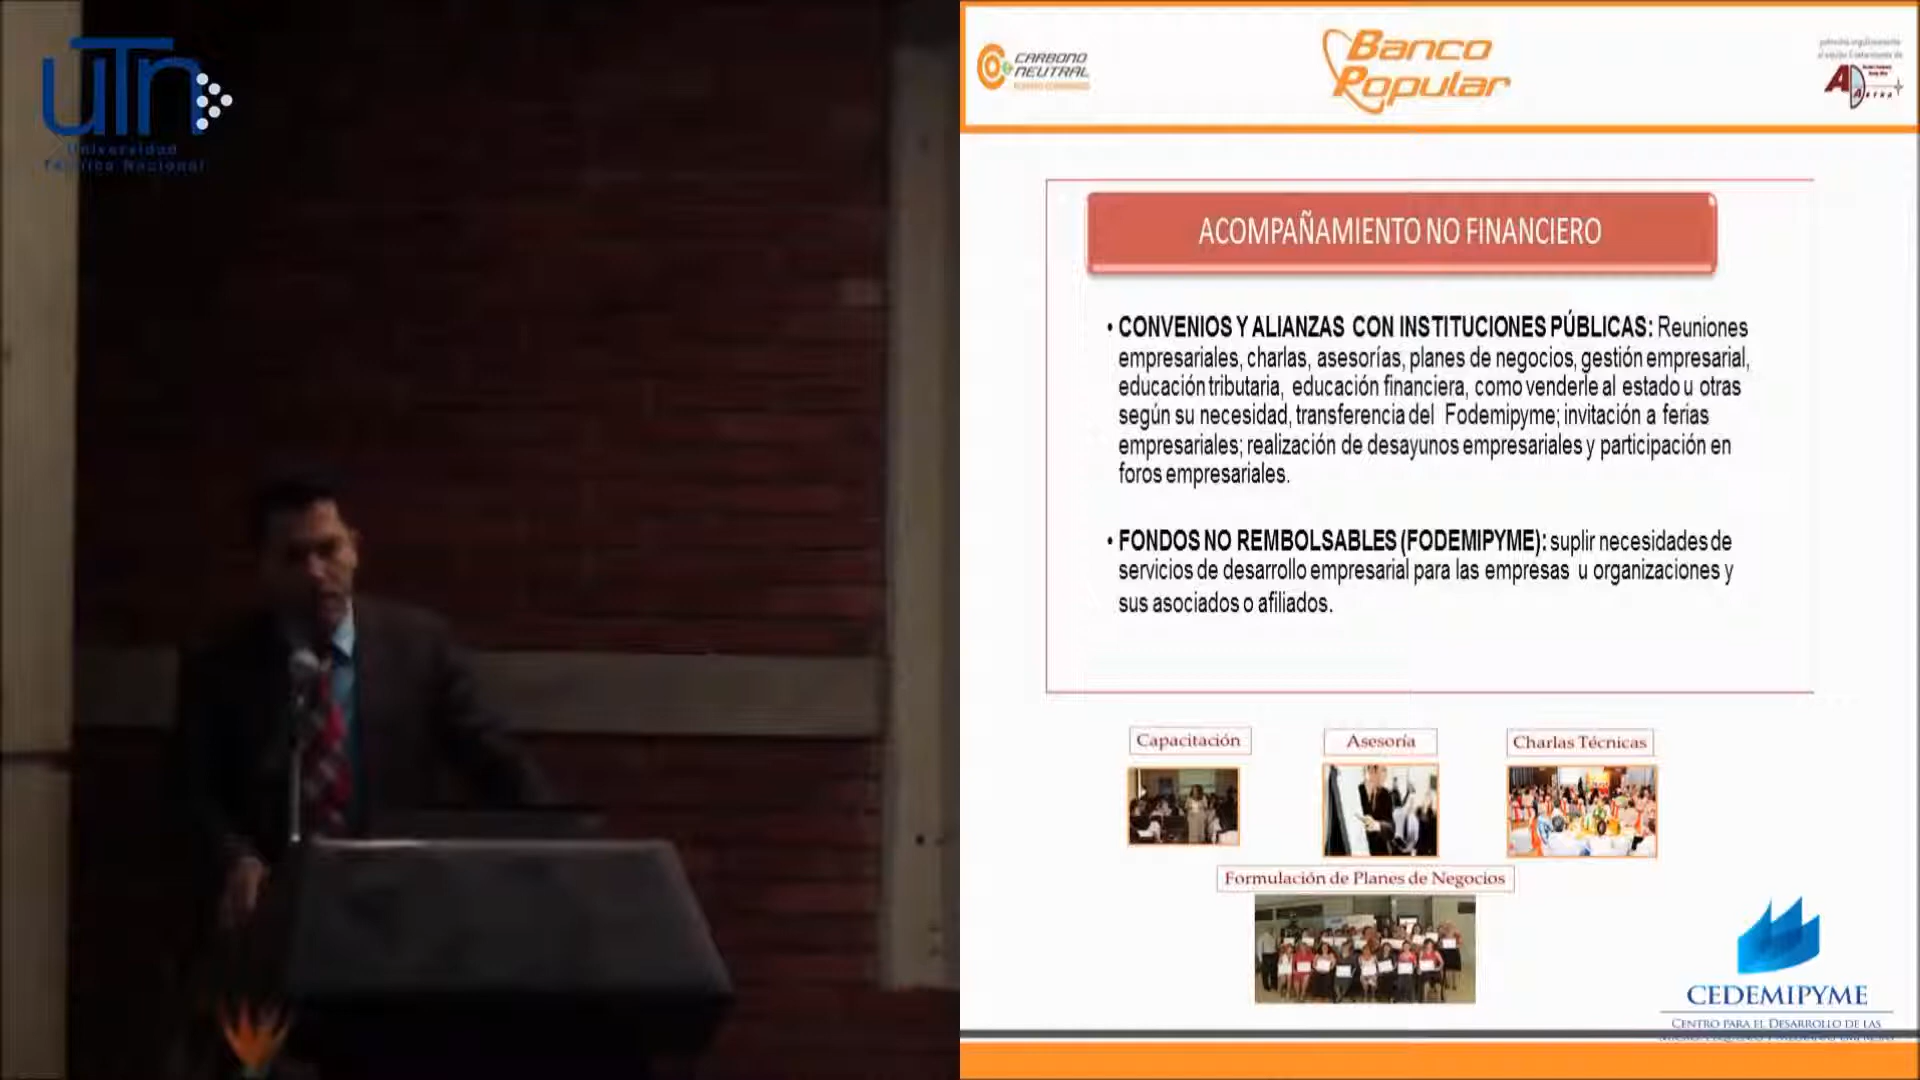 uTn
Universidad
Técnica Nacional
CARBONO
NEUTRAL
Banco
Popular
ACOMPAÑAMIENTO NO FINANCIERO
• CONVENIOS Y ALIANZAS CON INSTITUCIONES PÚBLICAS: Reuniones
empresariales, charlas, asesorías, planes de negocios, gestión empresarial,
educación tributaria, educación financiera, como venderle al estado u otras
según su necesidad, transferencia del Fodemipyme; invitación a ferias
empresariales; realización de desayunos empresariales y participación en
foros empresariales.
• FONDOS NO REMBOLSABLES (FODEMIPYME): suplir necesidades de
servicios de desarrollo empresarial para las empresas u organizaciones y
sus asociados o afiliados.
Capacitación
Asesoría
Charlas Técnicas
Formulación de Planes de Negocios
CEDEMIPYME
CENTRO PARA EL DESARROLLO DE LAS